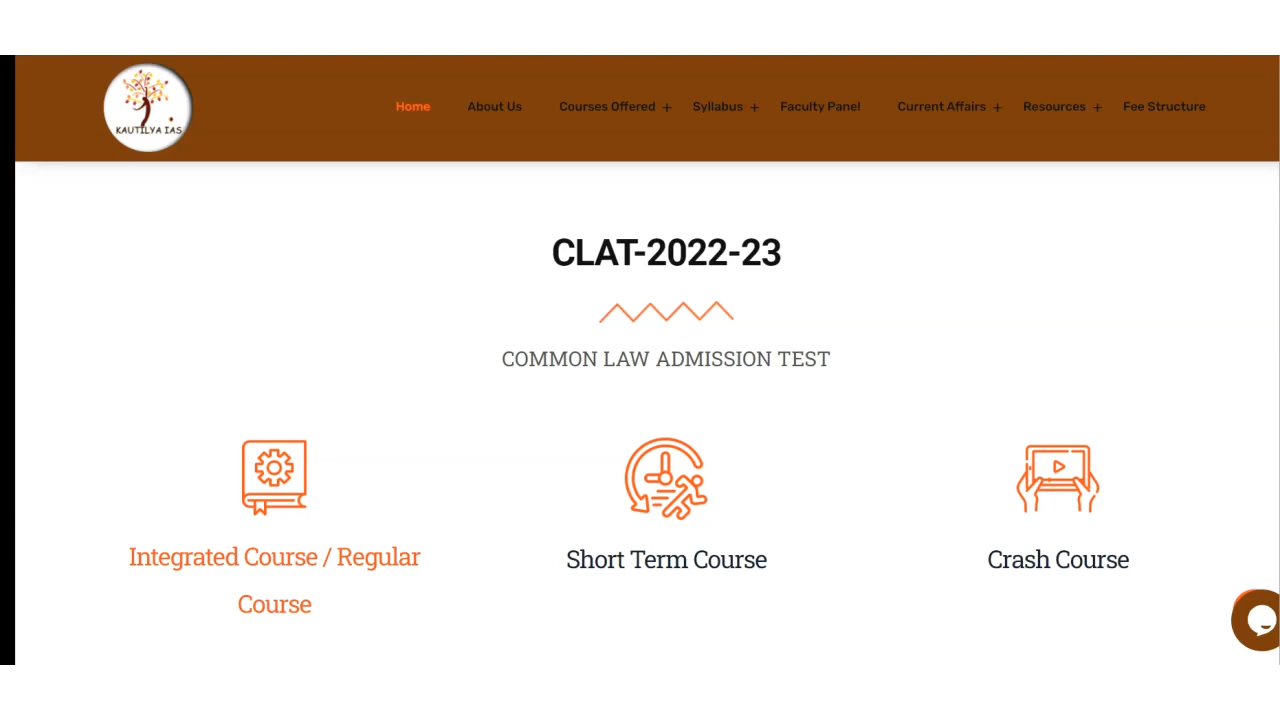 KAUTILYA IAS
Home About Us Courses Offered + Syllabus + Faculty Panel Current Affairs + Resources + Fee Structure
CLAT-2022-23
COMMON LAW ADMISSION TEST
Integrated Course / Regular
Course
Short Term Course
Crash Course